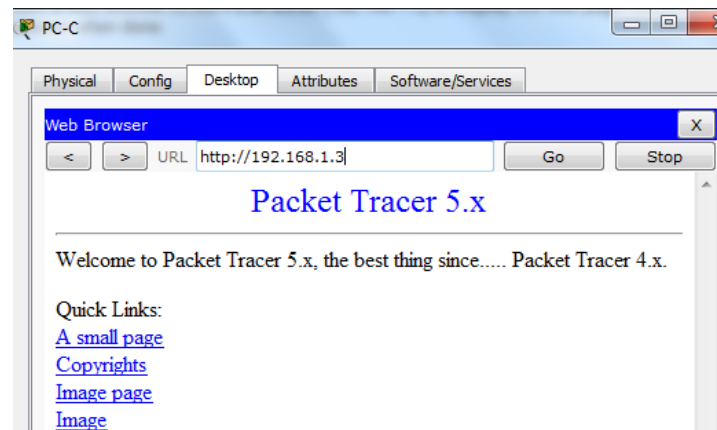 PC-C
Physical Config Desktop Attributes Software/Services
Web Browser X
< > URL http://192.168.1.3 Go Stop
Packet Tracer 5.x
Welcome to Packet Tracer 5.x, the best thing since..... Packet Tracer 4.x.
Quick Links:
A small page
Copyrights
Image page
Image